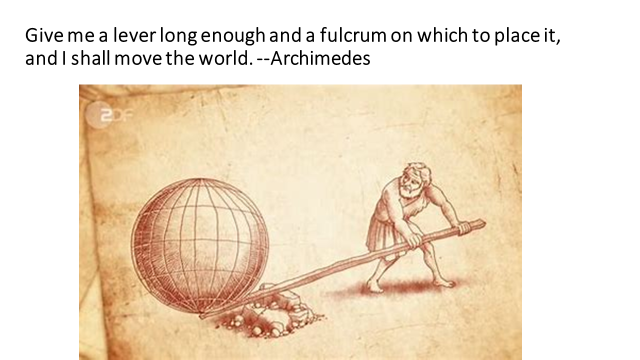 Give me a lever long enough and a fulcrum on which to place it,
and I shall move the world. --Archimedes
ZDF